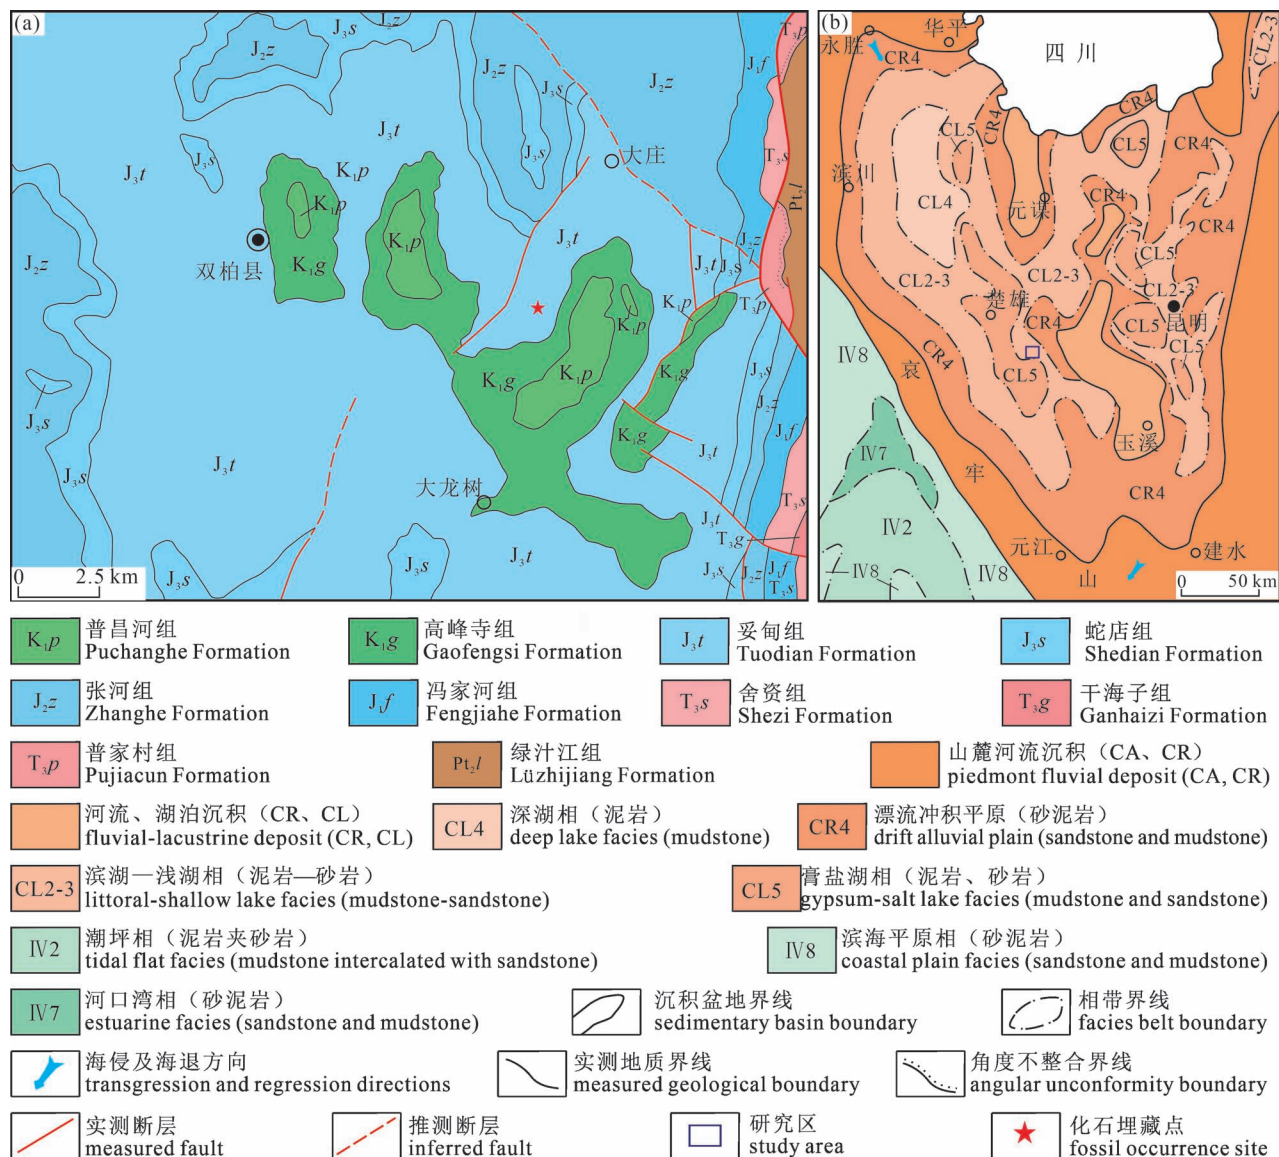 (a)
J₃s
J₂z
J₂z
J₃s
J₂z
J₁f
T₃p
J₃t
J₃s
大庄
T₃s
Pt₂l
J₃s
J₃t
K₁p
K₁p
K₁p
J₃t
J₂z
双柏县
K₁g
J₂z
J₃t
J₃s
K₁p
T₃p
K₁p
K₁g
K₁p
K₁g
J₃s
J₃s
J₂z
K₁g
J₁f
J₃t
J₃t
J₃s
大龙树
T₃s
J₃t
T₃g
J₃t
J₃s
J₃s
J₃s
J₂z
J₁f
T₃s
0 2.5 km
(b)
华平
永胜
CR4
四川
CL2-3
CR4
CL5
CR4
CL5
CR4
滨川
CL4
元谋
CR4
CR4
CL5
CL2-3
CL2-3
CL2-3
楚雄
昆明
CR4
CL5
CL5
IV8
哀
CR4
CL5
玉溪
IV7
牢
CR4
IV2
元江
建水
IV8
IV8
山
0 50 km
K₁p 普昌河组
Puchanghe Formation
K₁g 高峰寺组
Gaofengsi Formation
J₃t 妥甸组
Tuodian Formation
J₃s 蛇店组
Shedian Formation
J₂z 张河组
Zhanghe Formation
J₁f 冯家河组
Fengjiahe Formation
T₃s 舍资组
Shezi Formation
T₃g 干海子组
Ganhaizi Formation
T₃p 普家村组
Pujiacun Formation
Pt₂l 绿汁江组
Lüzhijiang Formation
山麓河流沉积（CA、CR）
piedmont fluvial deposit (CA, CR)
河流、湖泊沉积（CR、CL）
fluvial-lacustrine deposit (CR, CL)
CL4 深湖相（泥岩）
deep lake facies (mudstone)
CR4 漂流冲积平原（砂泥岩）
drift alluvial plain (sandstone and mudstone)
CL2-3 滨湖—浅湖相（泥岩—砂岩）
littoral-shallow lake facies (mudstone-sandstone)
CL5 膏盐湖相（泥岩、砂岩）
gypsum-salt lake facies (mudstone and sandstone)
IV2 潮坪相（泥岩夹砂岩）
tidal flat facies (mudstone intercalated with sandstone)
IV8 滨海平原相（砂泥岩）
coastal plain facies (sandstone and mudstone)
IV7 河口湾相（砂泥岩）
estuarine facies (sandstone and mudstone)
沉积盆地界线
sedimentary basin boundary
相带界线
facies belt boundary
海侵及海退方向
transgression and regression directions
实测地质界线
measured geological boundary
角度不整合界线
angular unconformity boundary
实测断层
measured fault
推测断层
inferred fault
研究区
study area
化石埋藏点
fossil occurrence site